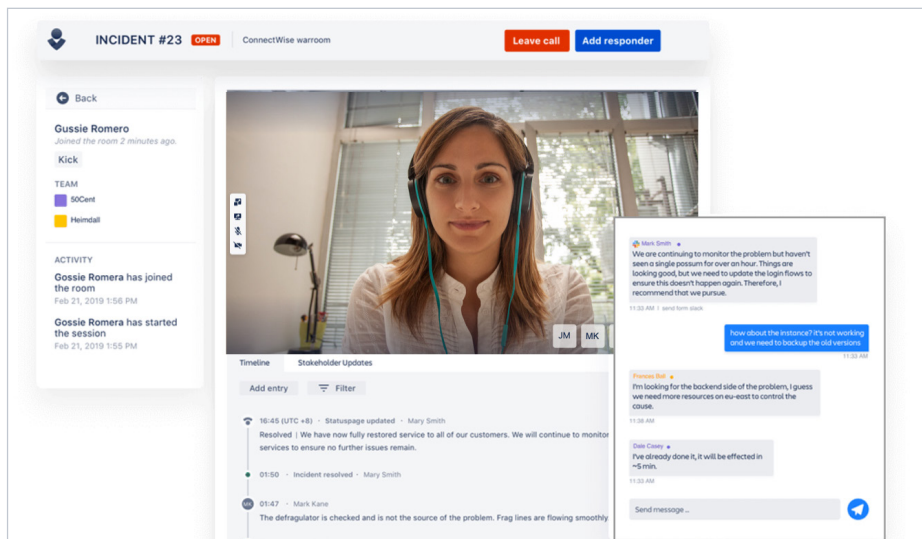 INCIDENT #23 OPEN ConnectWise warroom Leave call Add responder
Back
Gussie Romero
Joined the room 2 minutes ago.
Kick
TEAM
50Cent
Heimdall
ACTIVITY
Gossie Romera has joined
the room
Feb 21, 2019 1:56 PM
Gossie Romera has started
the session
Feb 21, 2019 1:55 PM
JM MK
Timeline Stakeholder Updates
Add entry Filter
16:45 (UTC +8) · Statuspage updated · Mary Smith
Resolved | We have now fully restored service to all of our customers. We will continue to monitor
services to ensure no further issues remain.
01:50 · Incident resolved · Mary Smith
MK 01:47 · Mark Kane
The defragulator is checked and is not the source of the problem. Frag lines are flowing smoothly
Mark Smith
We are continuing to monitor the problem but haven't
seen a single possum for over an hour. Things are
looking good, but we need to update the login flows to
ensure this doesn't happen again. Therefore, I
recommend that we pursue.
11:33 AM / send form slack
how about the instance? it's not working
and we need to backup the old versions
11:33 AM
Frances Bell
I'm looking for the backend side of the problem, I guess
we need more resources on eu-east to control the
cause.
11:38 AM
Dale Casey
I've already done it, it will be effected in
~5 min.
11:33 AM
Send message...